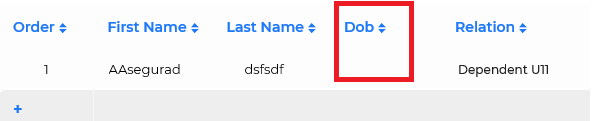 Order First Name Last Name Dob Relation
1 AAsegurad dsfsdf Dependent U11
+